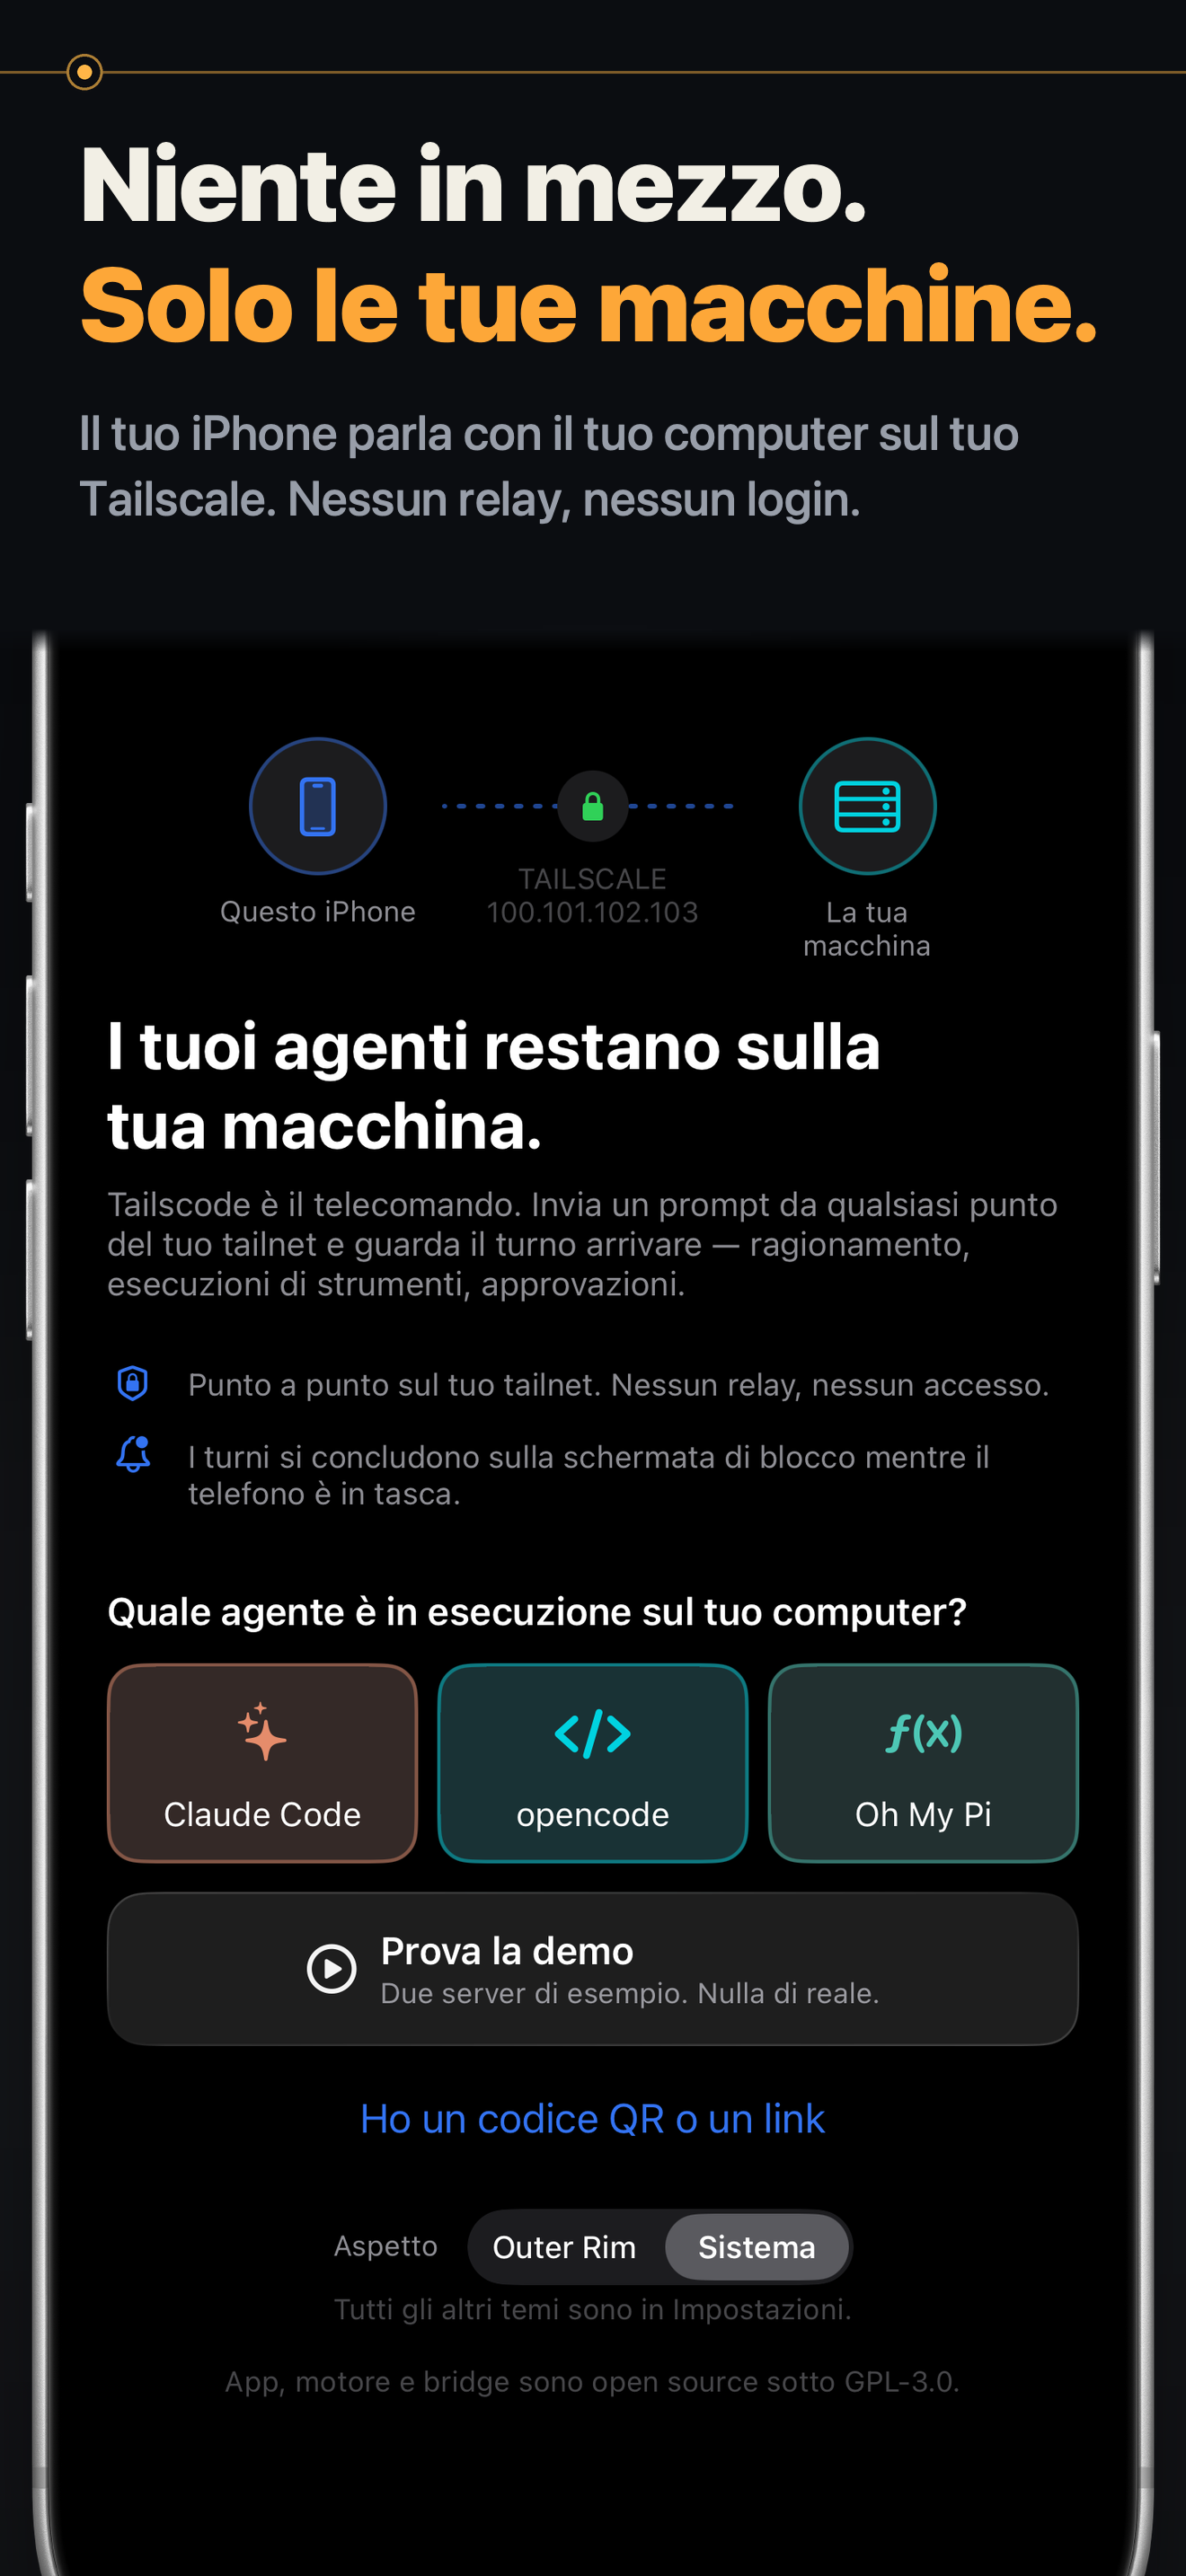 Niente in mezzo.
Solo le tue macchine.
Il tuo iPhone parla con il tuo computer sul tuo
Tailscale. Nessun relay, nessun login.
Questo iPhone
TAILSCALE
100.101.102.103
La tua
macchina
I tuoi agenti restano sulla
tua macchina.
Tailscode è il telecomando. Invia un prompt da qualsiasi punto
del tuo tailnet e guarda il turno arrivare — ragionamento,
esecuzioni di strumenti, approvazioni.
Punto a punto sul tuo tailnet. Nessun relay, nessun accesso.
I turni si concludono sulla schermata di blocco mentre il
telefono è in tasca.
Quale agente è in esecuzione sul tuo computer?
Claude Code
</>
opencode
f(x)
Oh My Pi
Prova la demo
Due server di esempio. Nulla di reale.
Ho un codice QR o un link
Aspetto
Outer Rim
Sistema
Tutti gli altri temi sono in Impostazioni.
App, motore e bridge sono open source sotto GPL-3.0.